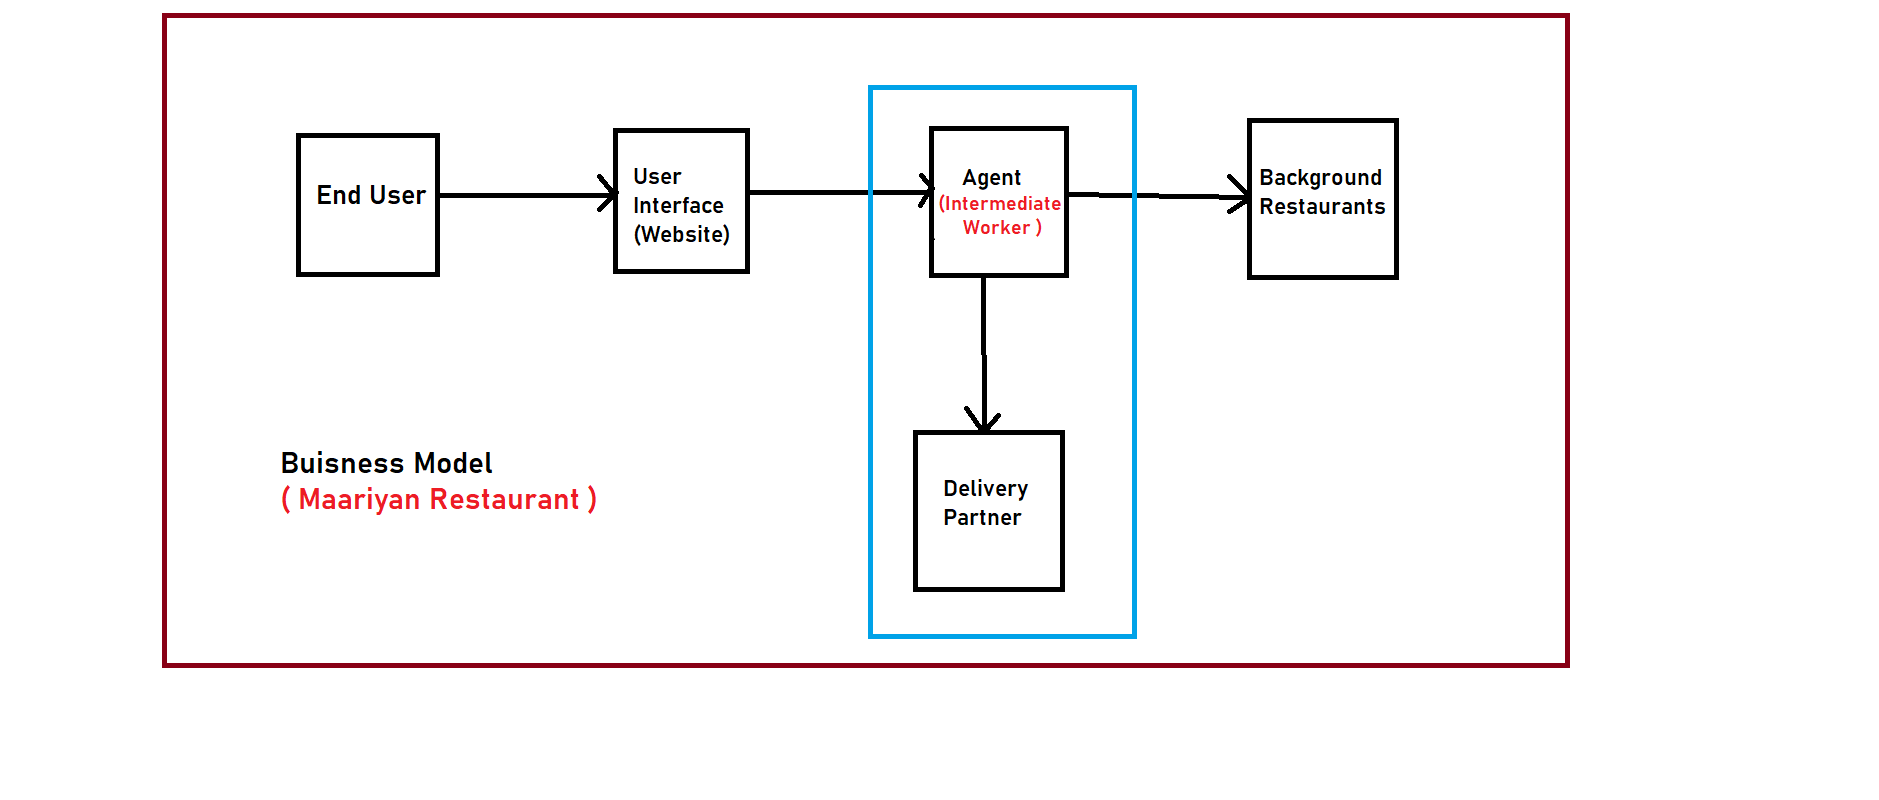 End User
User
Interface
(Website)
Agent
(Intermediate
Worker )
Background
Restaurants
Delivery
Partner
Buisness Model
( Maariyan Restaurant )